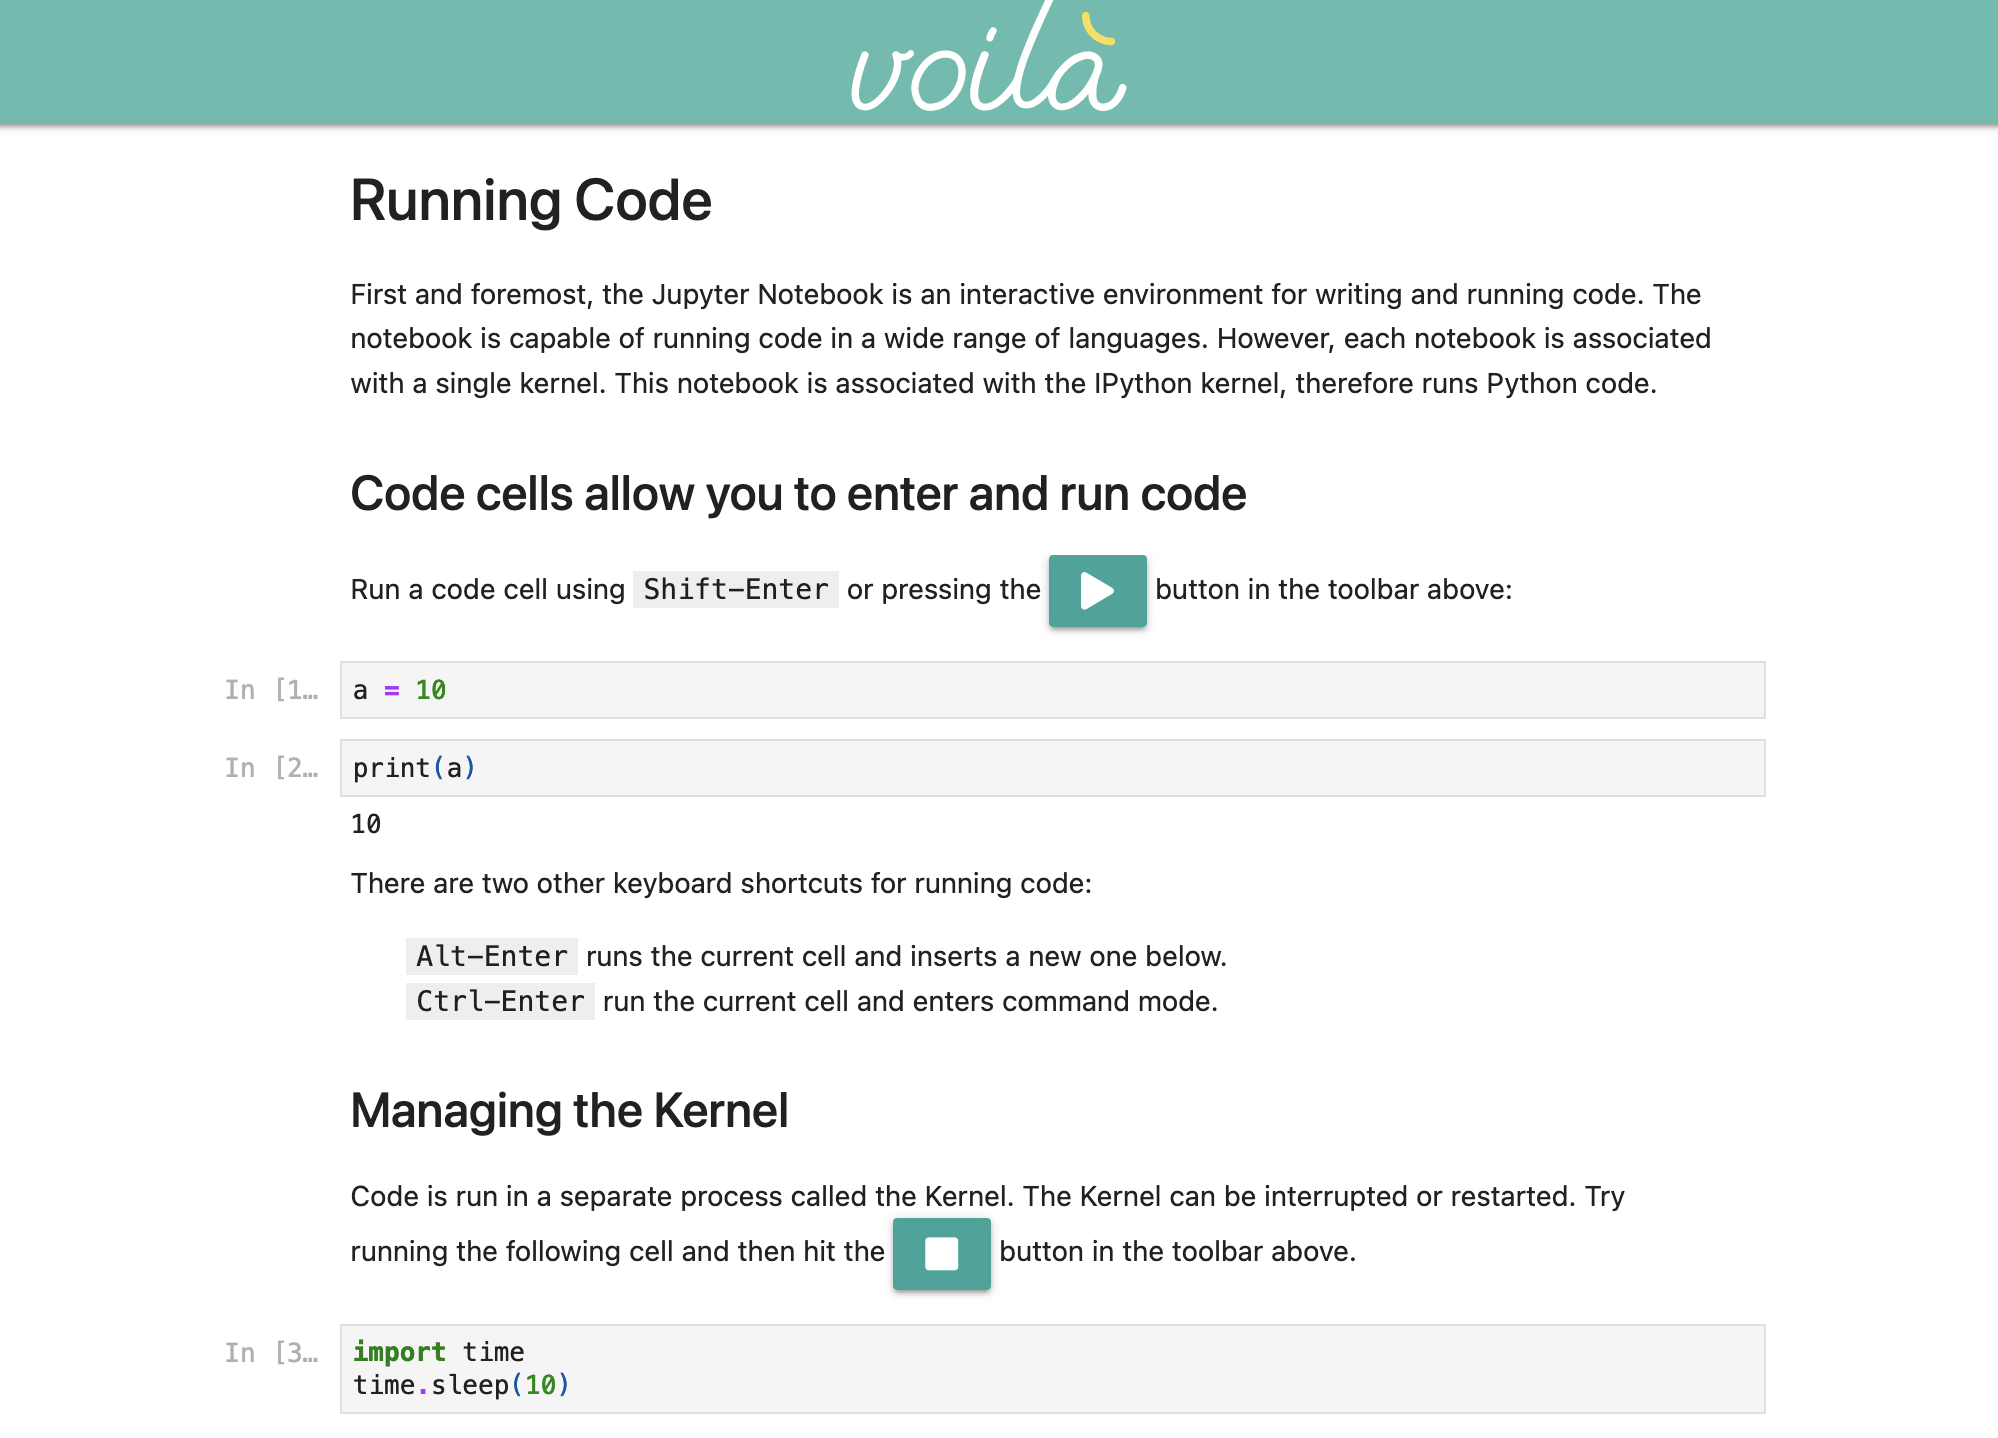 voilà
Running Code
First and foremost, the Jupyter Notebook is an interactive environment for writing and running code. The
notebook is capable of running code in a wide range of languages. However, each notebook is associated
with a single kernel. This notebook is associated with the IPython kernel, therefore runs Python code.
Code cells allow you to enter and run code
Run a code cell using Shift-Enter or pressing the button in the toolbar above:
In [1… a = 10
In [2… print(a)
10
There are two other keyboard shortcuts for running code:
Alt-Enter runs the current cell and inserts a new one below.
Ctrl-Enter run the current cell and enters command mode.
Managing the Kernel
Code is run in a separate process called the Kernel. The Kernel can be interrupted or restarted. Try
running the following cell and then hit the button in the toolbar above.
In [3… import time
time.sleep(10)